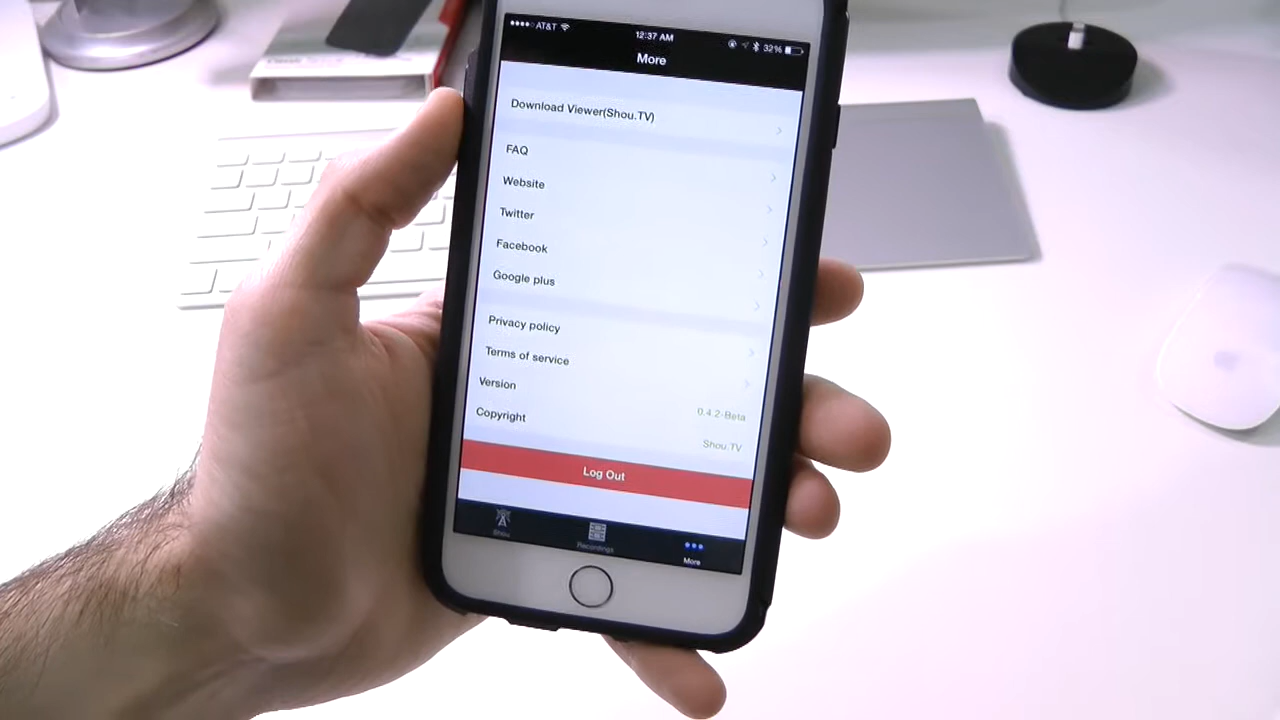 AT&T 12:37 AM 32%
More
Download Viewer(Shou.TV)
FAQ
Website
Twitter
Facebook
Google plus
Privacy policy
Terms of service
Version 0.4.2-Beta
Copyright Shou.TV
Log Out
Shou Recordings More